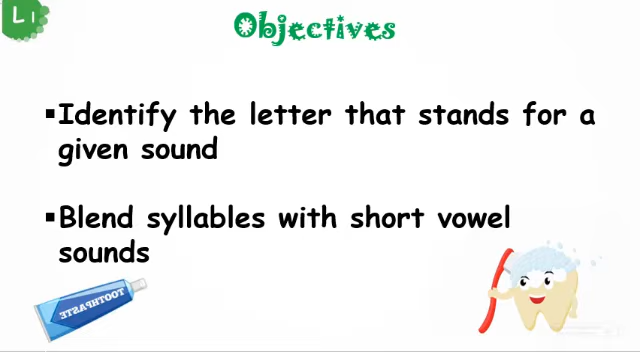 L1
Objectives
▪Identify the letter that stands for a
given sound
▪Blend syllables with short vowel
sounds
TOOTHPASTE